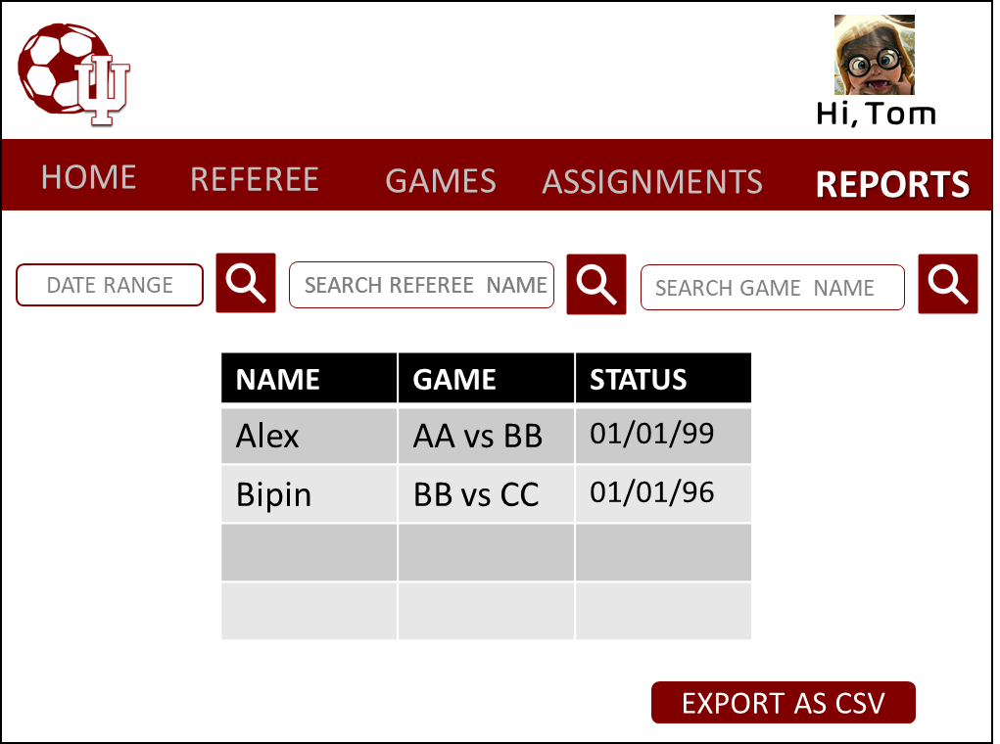 IU
Hi, Tom
HOME REFEREE GAMES ASSIGNMENTS REPORTS
DATE RANGE SEARCH REFEREE NAME SEARCH GAME NAME
NAME GAME STATUS
Alex AA vs BB 01/01/99
Bipin BB vs CC 01/01/96
EXPORT AS CSV